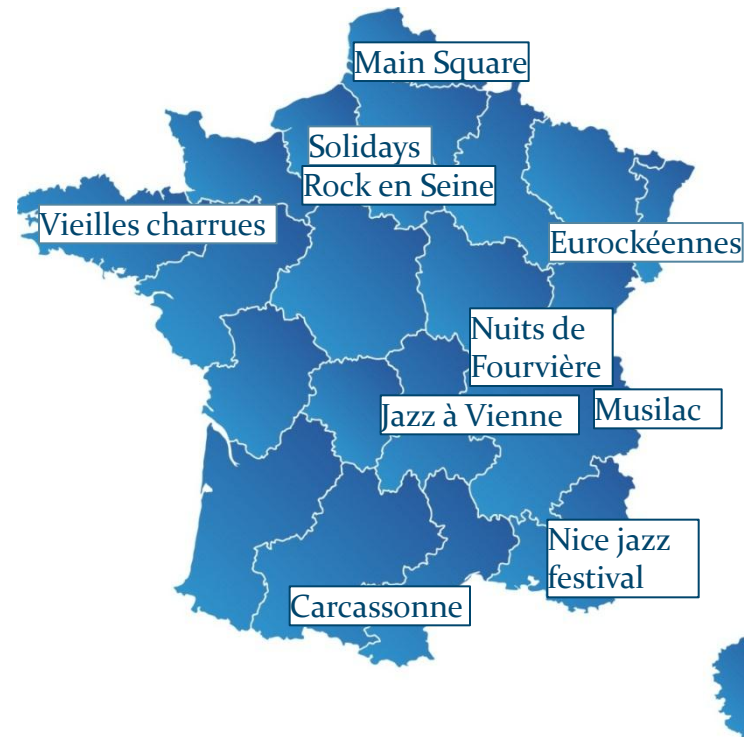 Main Square
Solidays
Rock en Seine
Vieilles charrues
Eurockéennes
Nuits de
Fourvière
Jazz à Vienne
Musilac
Nice jazz
festival
Carcassonne